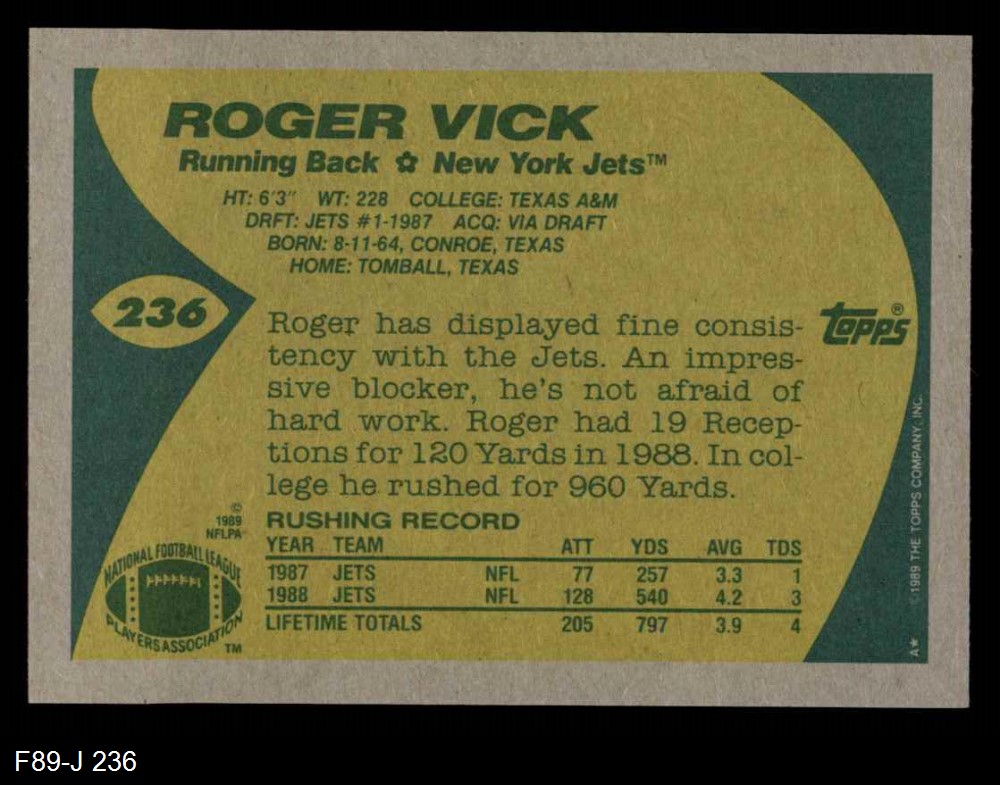 ROGER VICK
Running Back ✿ New York Jets™
HT: 6'3" WT: 228 COLLEGE: TEXAS A&M
DRFT: JETS #1-1987 ACQ: VIA DRAFT
BORN: 8-11-64, CONROE, TEXAS
HOME: TOMBALL, TEXAS
236
topps®
Roger has displayed fine consis-
tency with the Jets. An impres-
sive blocker, he's not afraid of
hard work. Roger had 19 Recep-
tions for 120 Yards in 1988. In col-
lege he rushed for 960 Yards.
©
1989
NFLPA
NATIONAL FOOTBALL LEAGUE
PLAYERS ASSOCIATION
TM
RUSHING RECORD
YEAR TEAM ATT YDS AVG TDS
1987 JETS NFL 77 257 3.3 1
1988 JETS NFL 128 540 4.2 3
LIFETIME TOTALS 205 797 3.9 4
©1989 THE TOPPS COMPANY, INC.
A*
F89-J 236